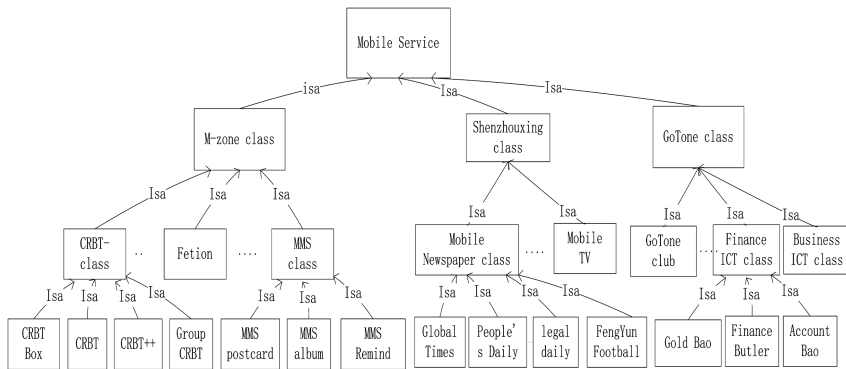 Mobile Service
isa
Isa
Isa
M-zone class
Shenzhouxing
class
GoTone class
Isa
Isa
Isa
Isa
Isa
Isa
Isa
Isa
CRBT-
class
..
Fetion
....
MMS
class
Mobile
Newspaper class
....
Mobile
TV
GoTone
club
....
Finance
ICT class
Business
ICT class
Isa
Isa
Isa
Isa
Isa
Isa
Isa
Isa
Isa
Isa
Isa
Isa
Isa
Isa
CRBT
Box
CRBT
CRBT++
Group
CRBT
MMS
postcard
MMS
album
MMS
Remind
Global
Times
People'
s Daily
legal
daily
FengYun
Football
Gold Bao
Finance
Butler
Account
Bao